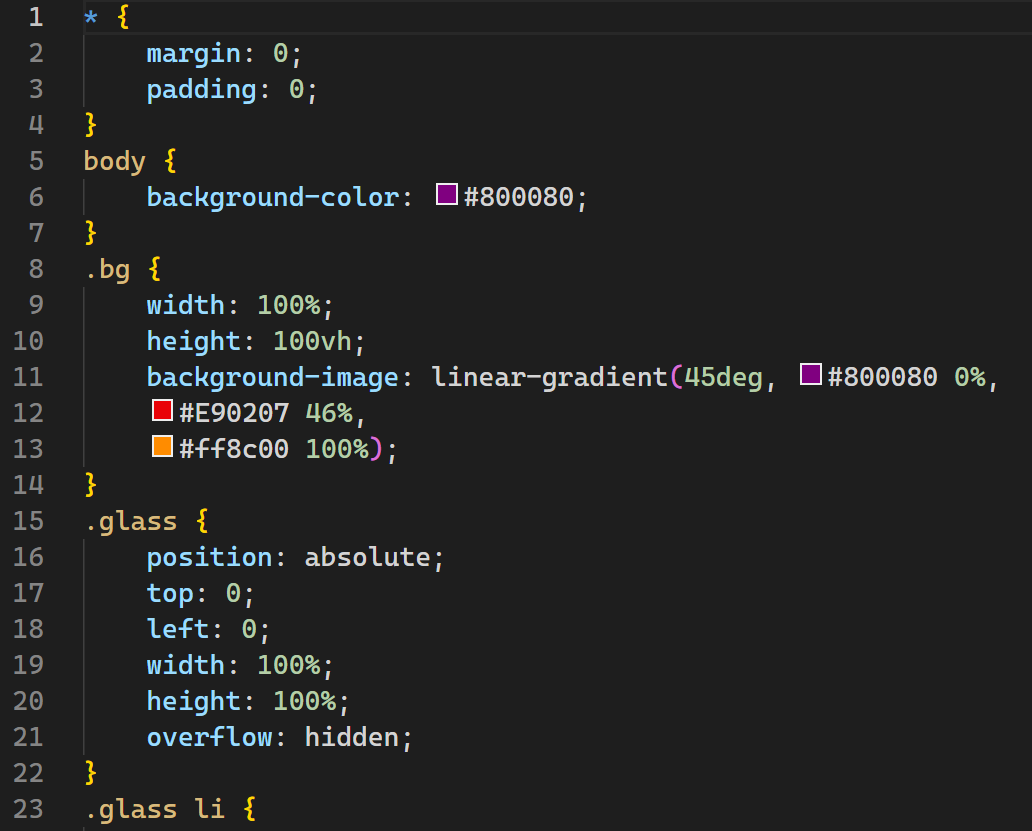 1 * {
2 margin: 0;
3 padding: 0;
4 }
5 body {
6 background-color: #800080;
7 }
8 .bg {
9 width: 100%;
10 height: 100vh;
11 background-image: linear-gradient(45deg, #800080 0%,
12 #E90207 46%,
13 #ff8c00 100%);
14 }
15 .glass {
16 position: absolute;
17 top: 0;
18 left: 0;
19 width: 100%;
20 height: 100%;
21 overflow: hidden;
22 }
23 .glass li {